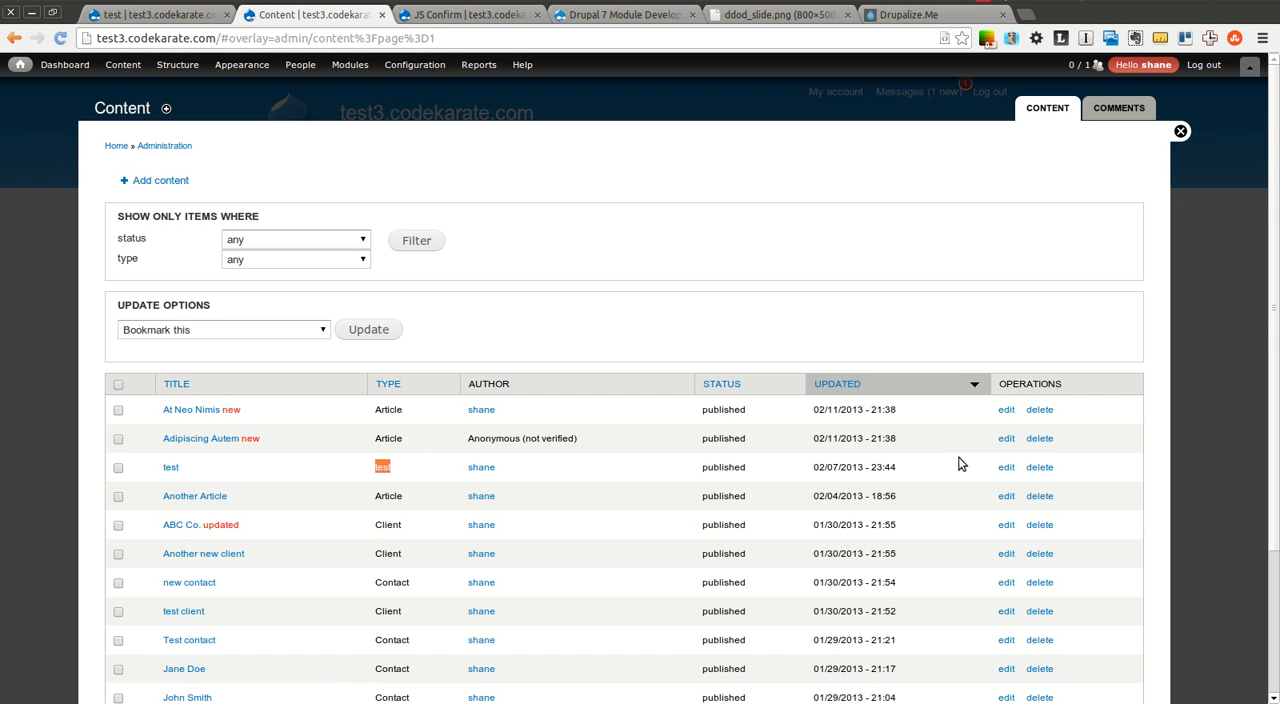 test | test3.codekarate.co
Content | test3.codekarat
JS Confirm | test3.codeka
Drupal 7 Module Develop
ddod_slide.png (800×500
Drupalize.Me
test3.codekarate.com/#overlay=admin/content%3Fpage%3D1
Dashboard Content Structure Appearance People Modules Configuration Reports Help 0 / 1 Hello shane Log out
My account Messages (1 new) 1 Log out
Content test3.codekarate.com CONTENT COMMENTS
Home » Administration
Add content
SHOW ONLY ITEMS WHERE
status any Filter
type any
UPDATE OPTIONS
Bookmark this Update
TITLE TYPE AUTHOR STATUS UPDATED OPERATIONS
At Neo Nimis new Article shane published 02/11/2013 - 21:38 edit delete
Adipiscing Autem new Article Anonymous (not verified) published 02/11/2013 - 21:38 edit delete
test test shane published 02/07/2013 - 23:44 edit delete
Another Article Article shane published 02/04/2013 - 18:56 edit delete
ABC Co. updated Client shane published 01/30/2013 - 21:55 edit delete
Another new client Client shane published 01/30/2013 - 21:55 edit delete
new contact Contact shane published 01/30/2013 - 21:54 edit delete
test client Client shane published 01/30/2013 - 21:52 edit delete
Test contact Contact shane published 01/29/2013 - 21:21 edit delete
Jane Doe Contact shane published 01/29/2013 - 21:17 edit delete
John Smith Contact shane published 01/29/2013 - 21:04 edit delete